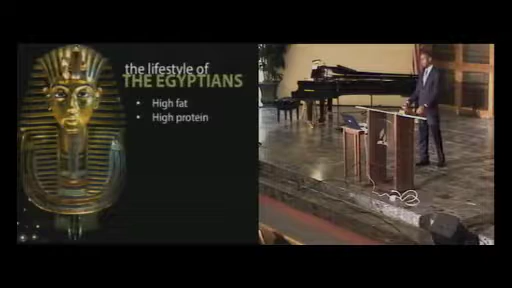 the lifestyle of
THE EGYPTIANS
• High fat
• High protein